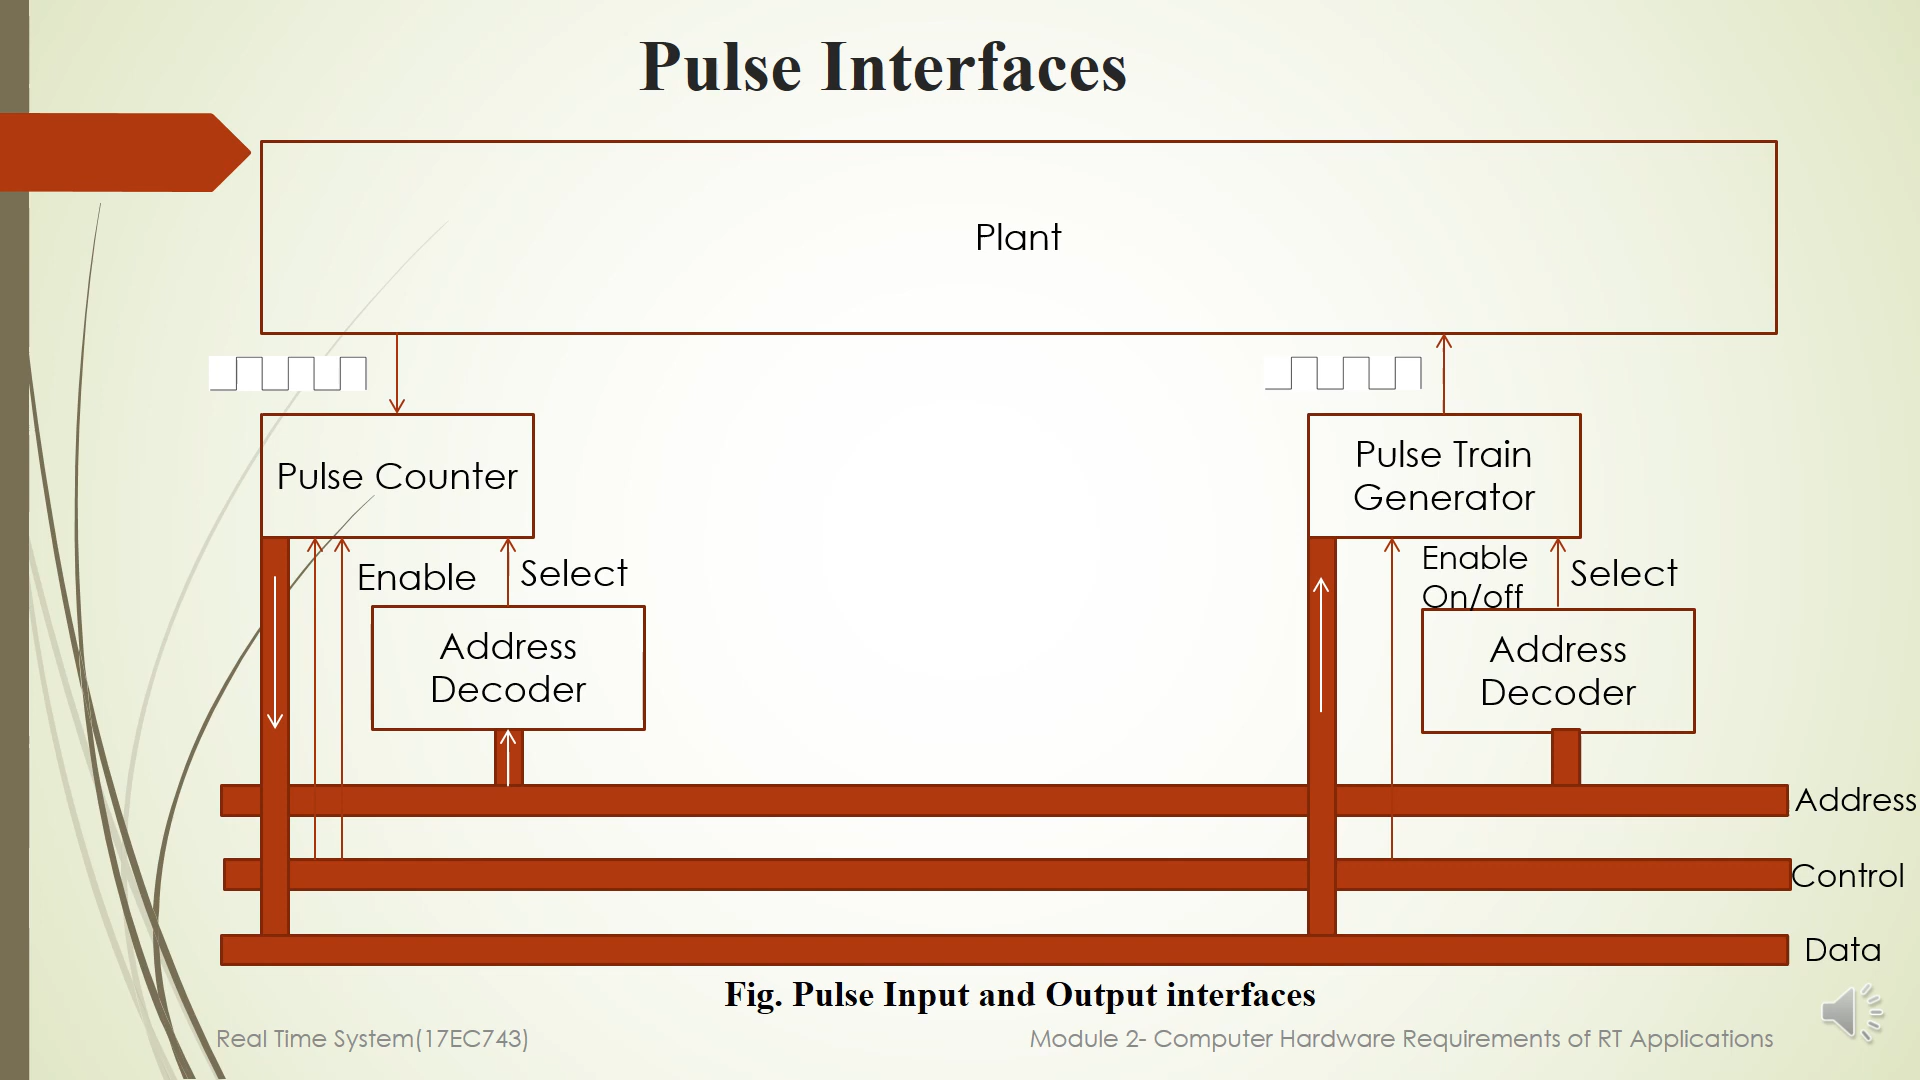 Pulse Interfaces
Plant
Pulse Counter
Pulse Train
Generator
Enable
Select
Enable
On/off
Select
Address
Decoder
Address
Decoder
Address
Control
Data
Fig. Pulse Input and Output interfaces
Real Time System(17EC743)
Module 2- Computer Hardware Requirements of RT Applications